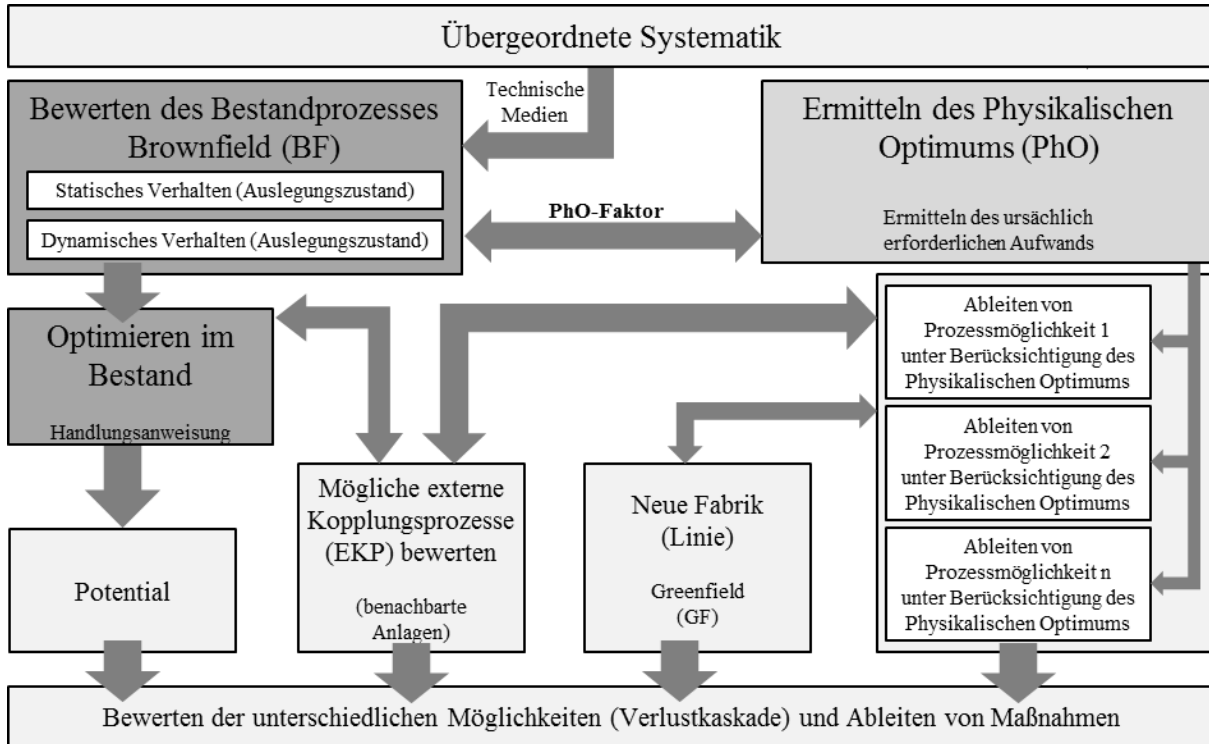 Übergeordnete Systematik
Technische
Medien
Bewerten des Bestandprozesses
Brownfield (BF)
Statisches Verhalten (Auslegungszustand)
Dynamisches Verhalten (Auslegungszustand)
PhO-Faktor
Ermitteln des Physikalischen
Optimums (PhO)
Ermitteln des ursächlich
erforderlichen Aufwands
Optimieren im
Bestand
Handlungsanweisung
Ableiten von
Prozessmöglichkeit 1
unter Berücksichtigung des
Physikalischen Optimums
Ableiten von
Prozessmöglichkeit 2
unter Berücksichtigung des
Physikalischen Optimums
Ableiten von
Prozessmöglichkeit n
unter Berücksichtigung des
Physikalischen Optimums
Potential
Mögliche externe
Kopplungsprozesse
(EKP) bewerten
(benachbarte
Anlagen)
Neue Fabrik
(Linie)
Greenfield
(GF)
Bewerten der unterschiedlichen Möglichkeiten (Verlustkaskade) und Ableiten von Maßnahmen